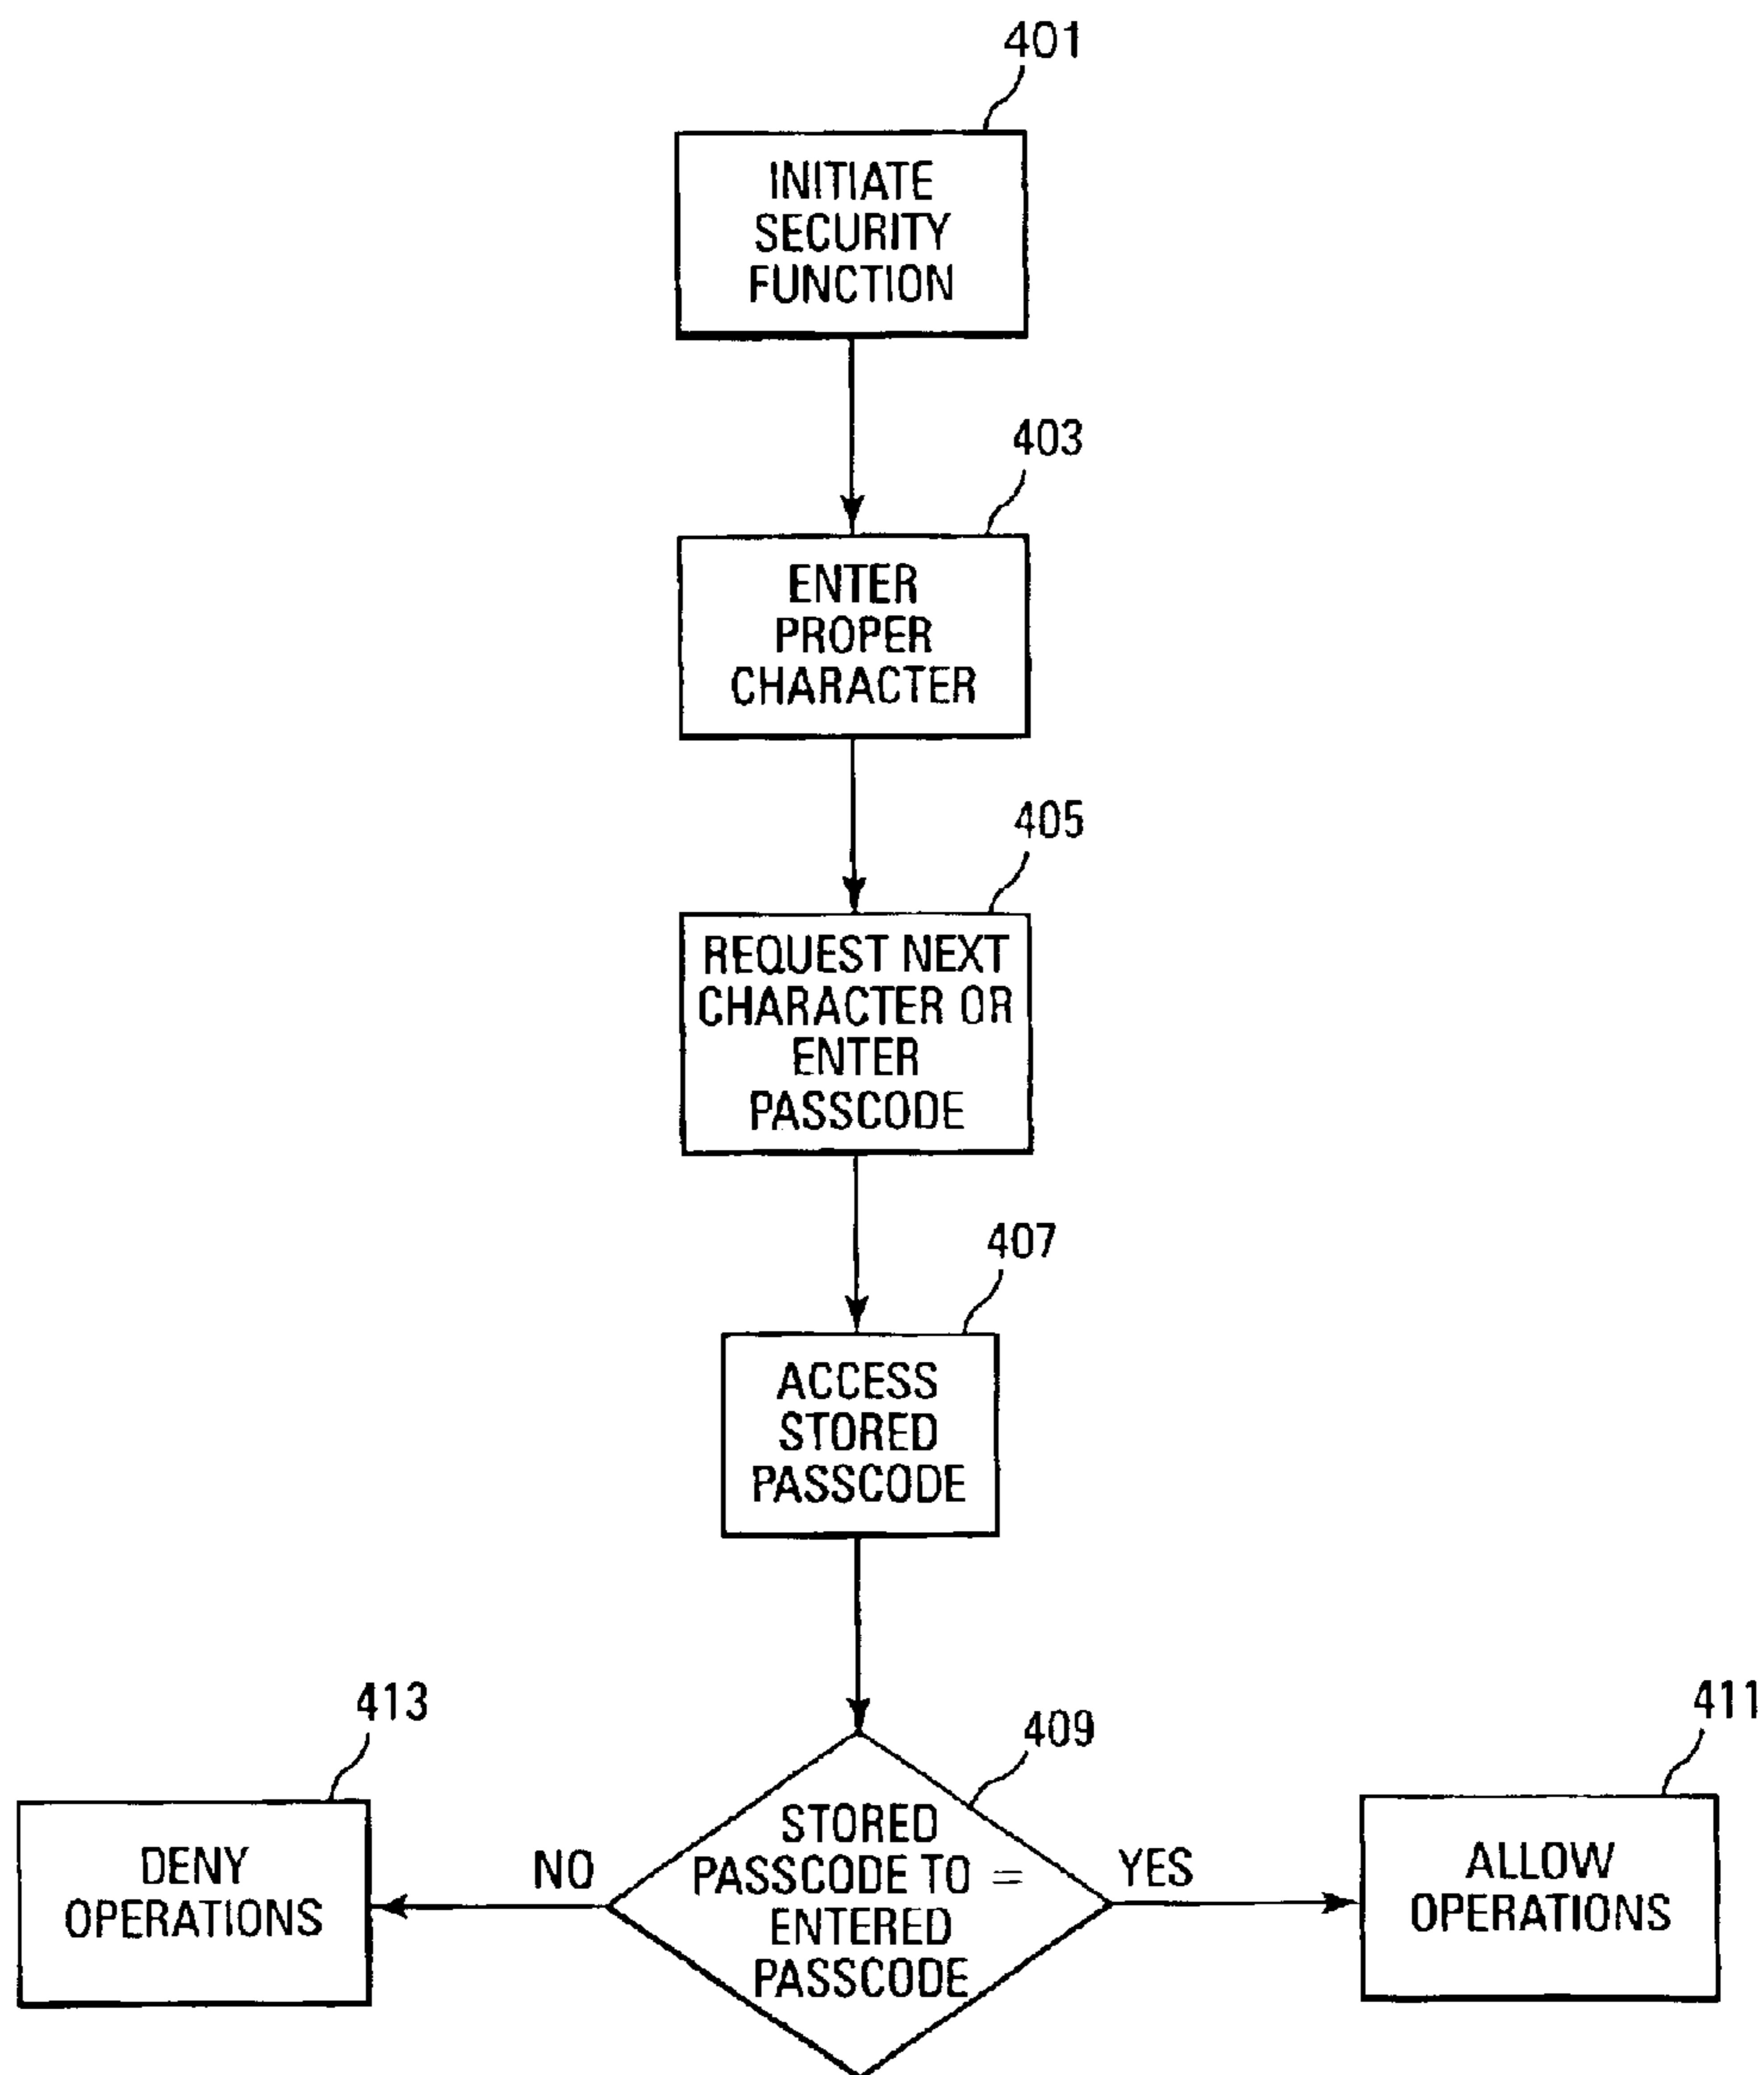 401
INITIATE
SECURITY
FUNCTION
403
ENTER
PROPER
CHARACTER
405
REQUEST NEXT
CHARACTER OR
ENTER
PASSCODE
407
ACCESS
STORED
PASSCODE
413
409
411
DENY
OPERATIONS
NO
STORED
PASSCODE TO =
ENTERED
PASSCODE
YES
ALLOW
OPERATIONS